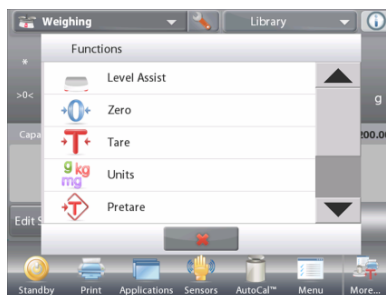 Weighing Library
Functions
Level Assist
>0< Zero
g
Capa Tare 200.00
g kg mg Units
Pretare
Edit S
Standby Print Applications Sensors AutoCal™ Menu More...